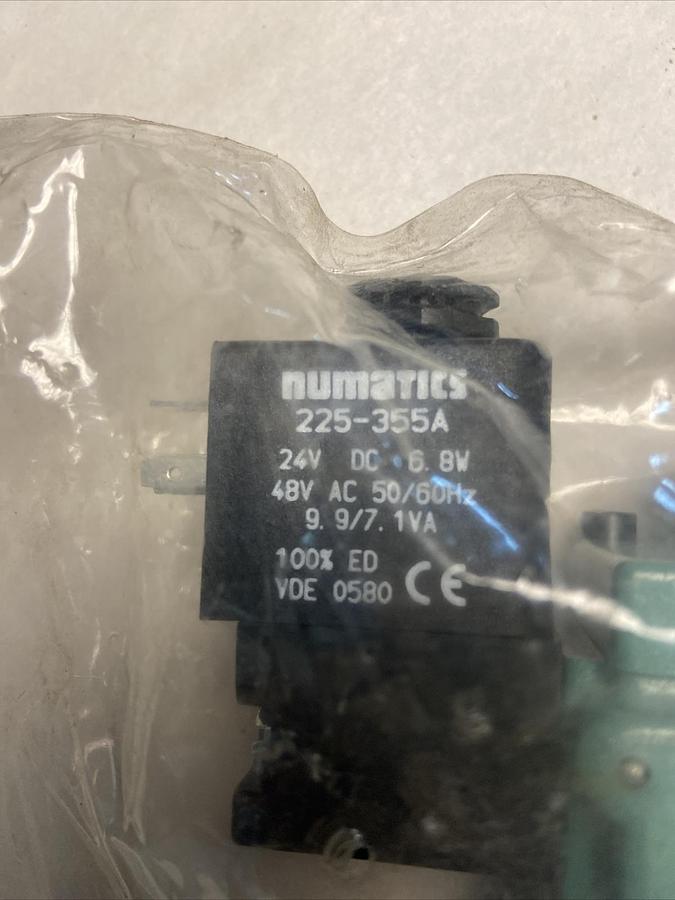 numatics
225-355A
24V DC 6.8W
48V AC 50/60Hz
9.9/7.1VA
100% ED
VDE 0580 CE